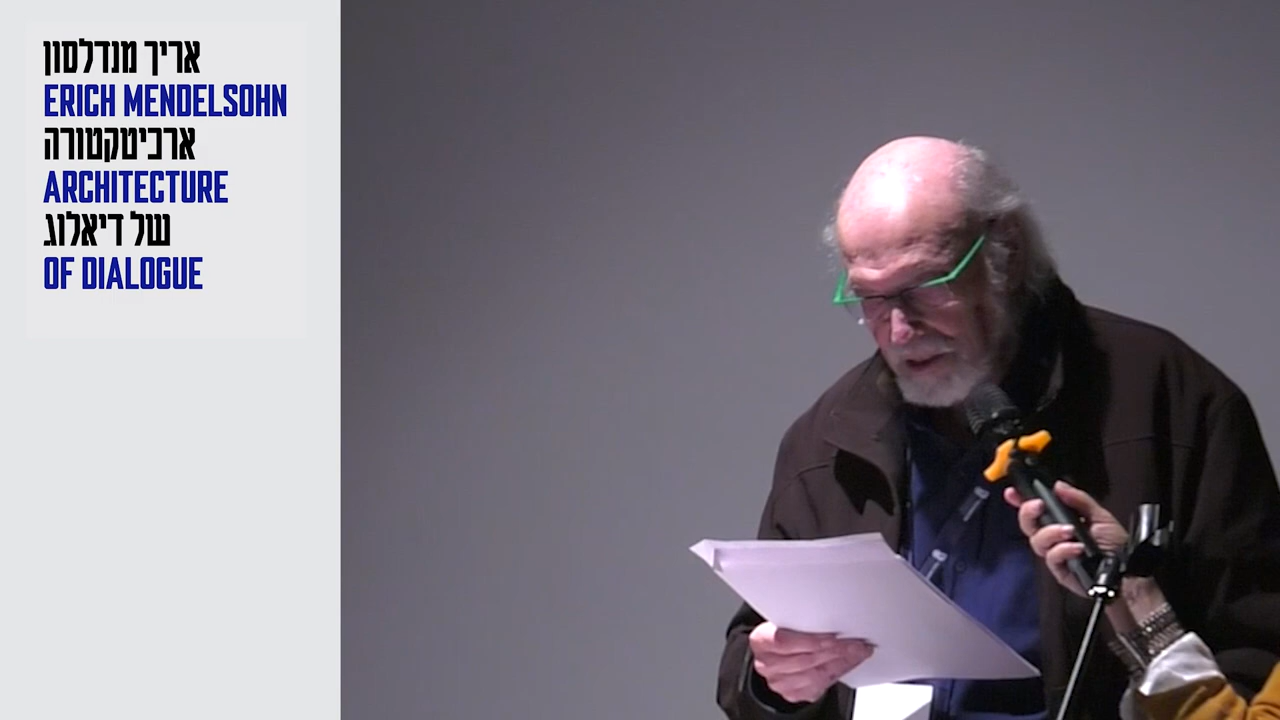 אריך מנדלסון
ERICH MENDELSOHN
ארכיטקטורה
ARCHITECTURE
של דיאלוג
OF DIALOGUE